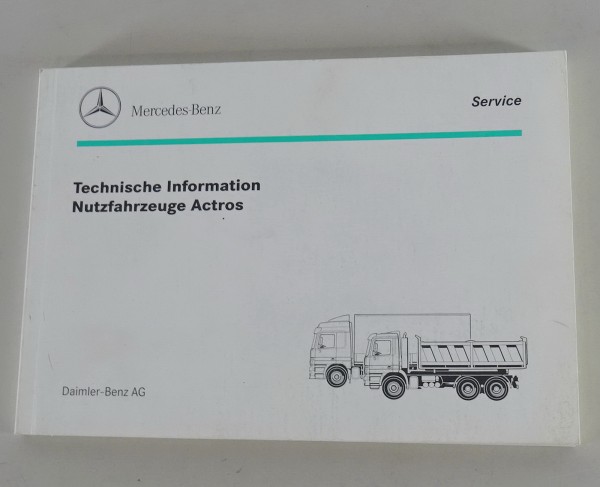 Mercedes-Benz
Service
Technische Information
Nutzfahrzeuge Actros
Daimler-Benz AG